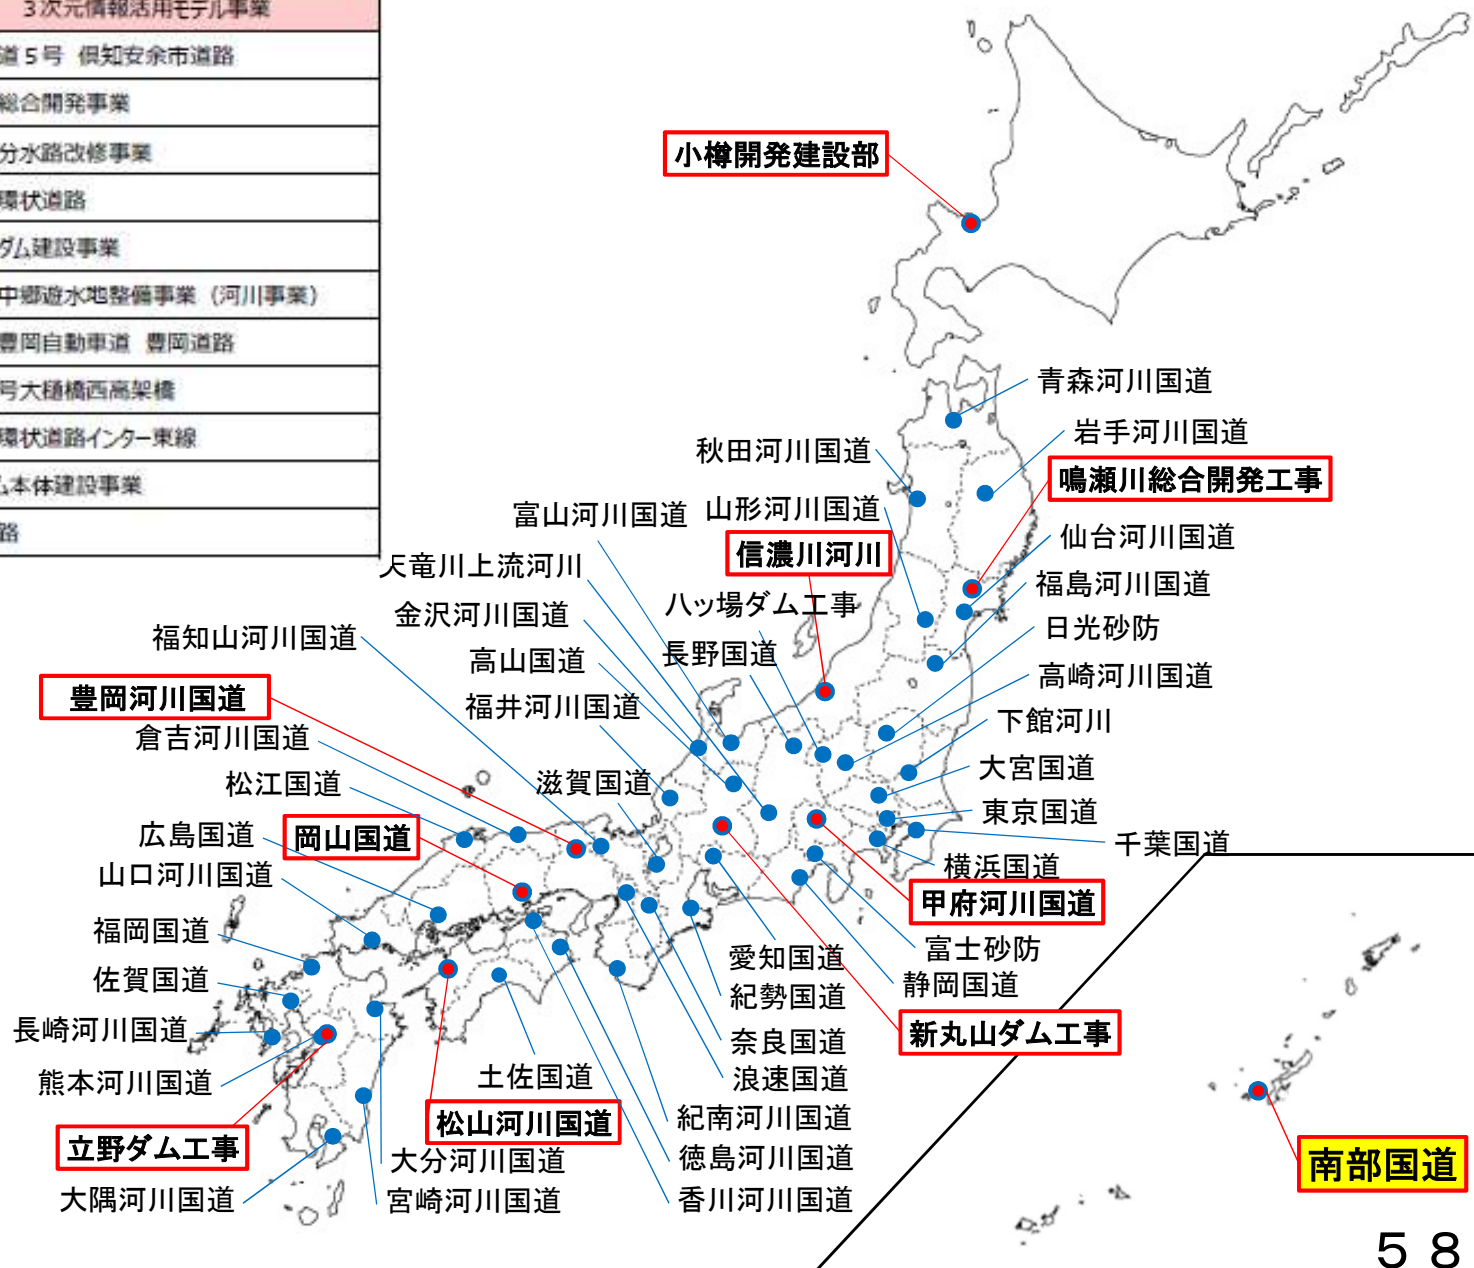 3次元情報活用モデル事業
道5号 倶知安余市道路
総合開発事業
分水路改修事業
環状道路
ダム建設事業
中郷遊水地整備事業(河川事業)
豊岡自動車道 豊岡道路
号大樋橋西高架橋
環状道路インター東線
ム本体建設事業
路
小樽開発建設部
青森河川国道
岩手河川国道
秋田河川国道
鳴瀬川総合開発工事
富山河川国道
山形河川国道
仙台河川国道
信濃川河川
天竜川上流河川
福島河川国道
八ッ場ダム工事
金沢河川国道
日光砂防
福知山河川国道
長野国道
高山国道
高崎河川国道
豊岡河川国道
福井河川国道
下館河川
倉吉河川国道
大宮国道
松江国道
滋賀国道
東京国道
広島国道
岡山国道
千葉国道
横浜国道
山口河川国道
甲府河川国道
福岡国道
富士砂防
愛知国道
佐賀国道
静岡国道
紀勢国道
長崎河川国道
新丸山ダム工事
奈良国道
熊本河川国道
土佐国道
浪速国道
紀南河川国道
松山河川国道
立野ダム工事
大分河川国道
徳島河川国道
南部国道
大隅河川国道
宮崎河川国道
香川河川国道
58